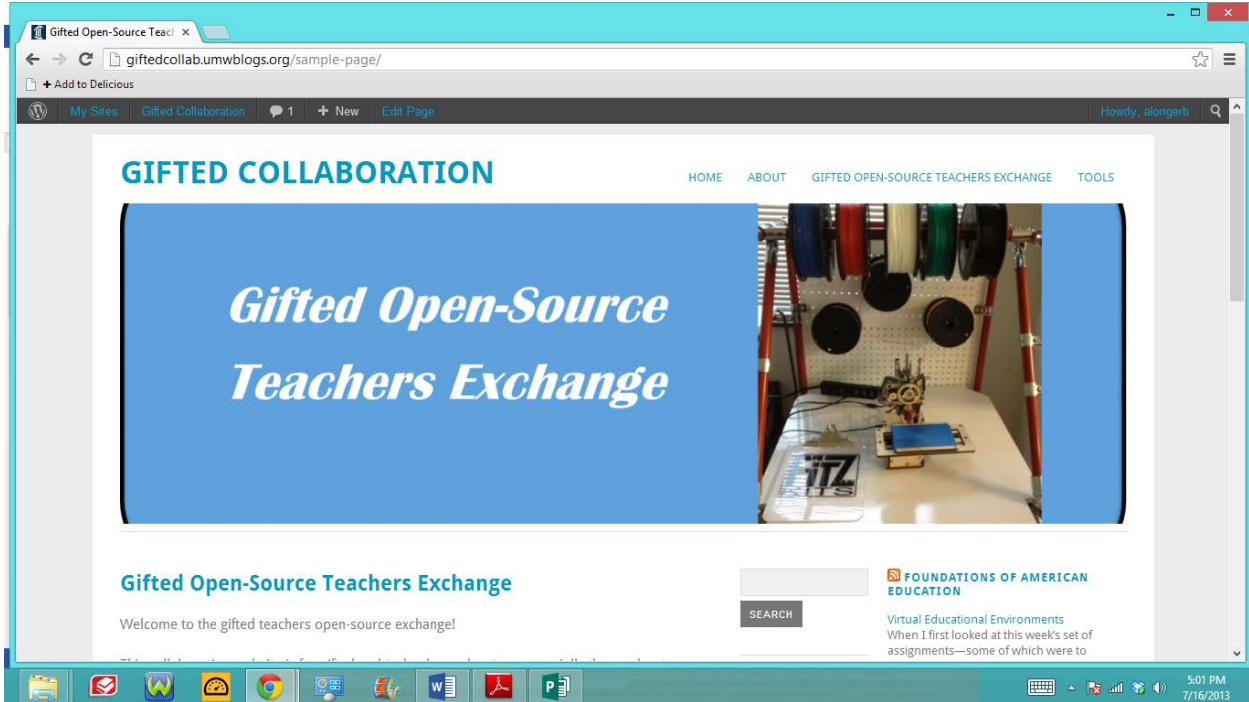 Gifted Open-Source Teach
giftedcollab.umwblogs.org/sample-page/
+ Add to Delicious
My Sites Gifted Collaboration 1 + New Edit Page Howdy, alongerb
GIFTED COLLABORATION
HOME ABOUT GIFTED OPEN-SOURCE TEACHERS EXCHANGE TOOLS
Gifted Open-Source
Teachers Exchange
ITZ
Gifted Open-Source Teachers Exchange
Welcome to the gifted teachers open-source exchange!
SEARCH
FOUNDATIONS OF AMERICAN
EDUCATION
Virtual Educational Environments
When I first looked at this week's set of
assignments—some of which were to
5:01 PM
7/16/2013